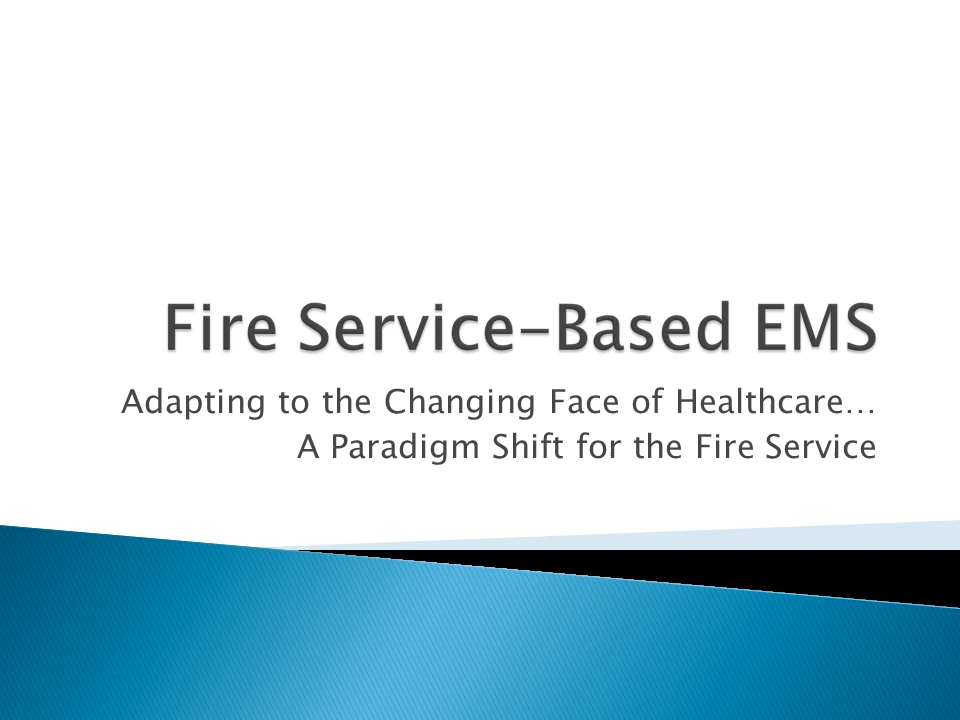 Fire Service-Based EMS
Adapting to the Changing Face of Healthcare…
A Paradigm Shift for the Fire Service